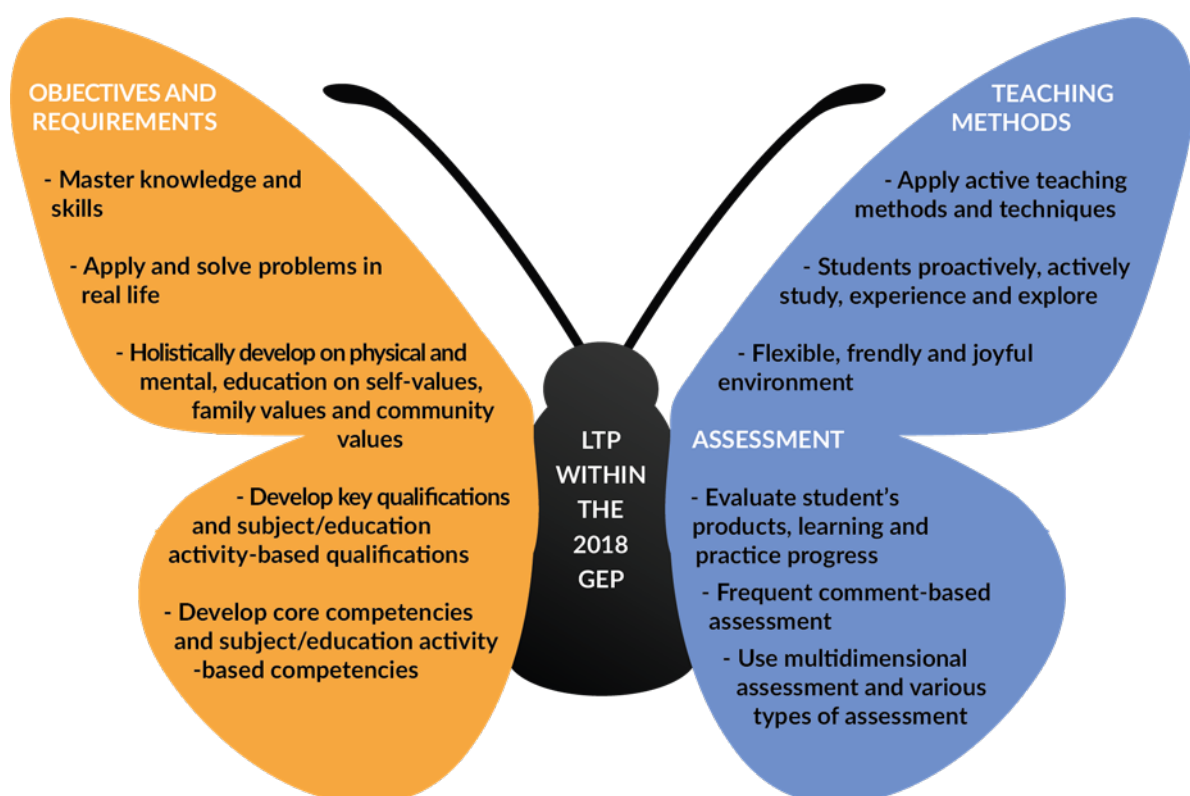 OBJECTIVES AND
REQUIREMENTS
- Master knowledge and
skills
- Apply and solve problems in
real life
- Holistically develop on physical and
mental, education on self-values,
family values and community
values
- Develop key qualifications
and subject/education
activity-based qualifications
- Develop core competencies
and subject/education activity
-based competencies
LTP
WITHIN
THE
2018
GEP
TEACHING
METHODS
- Apply active teaching
methods and techniques
- Students proactively, actively
study, experience and explore
- Flexible, frendly and joyful
environment
ASSESSMENT
- Evaluate student’s
products, learning and
practice progress
- Frequent comment-based
assessment
- Use multidimensional
assessment and various
types of assessment